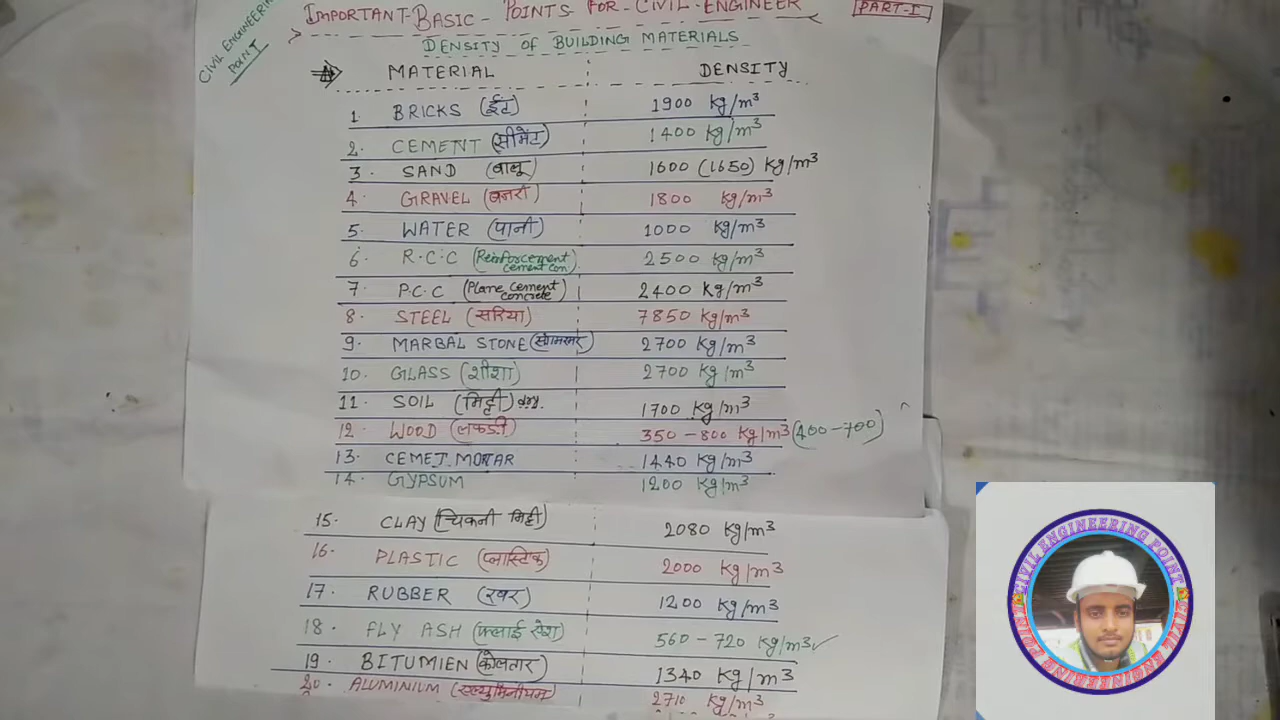 IMPORTANT-BASIC-POINTS-FOR-CIVIL-ENGINEER
PART-I
CIVIL ENGINEERING
POINT
DENSITY OF BUILDING MATERIALS
MATERIAL DENSITY
1. BRICKS (ईंट) 1900 Kg/m³
2. CEMENT (सीमेंट) 1400 Kg/m³
3. SAND (बालू) 1600 (1650) Kg/m³
4. GRAVEL (बजरी) 1800 Kg/m³
5. WATER (पानी) 1000 Kg/m³
6. R.C.C (Reinforcement cement con). 2500 Kg/m³
7. P.C.C (Plane cement concrete) 2400 Kg/m³
8. STEEL (सरिया) 7850 Kg/m³
9. MARBAL STONE (संगमरमर) 2700 Kg/m³
10. GLASS (शीशा) 2700 Kg/m³
11. SOIL (मिट्टी) dry. 1700 Kg/m³
12. WOOD (लकडी) 350-800 Kg/m³ (400-700)
13. CEMET MOTAR 1440 Kg/m³
14. GYPSUM 1200 Kg/m³
15. CLAY (चिकनी मिट्टी) 2080 Kg/m³
16. PLASTIC (प्लास्टिक) 2000 Kg/m³
17. RUBBER (रबर) 1200 Kg/m³
18. FLY ASH (फ्लाई ऐश) 560-720 Kg/m³
19. BITUMIEN (कोलतार) 1340 Kg/m³
20. ALUMINIUM (एल्युमिनीयम) 2710 Kg/m³
CIVIL ENGINEERING POINT
CIVIL ENGINEERING POINT